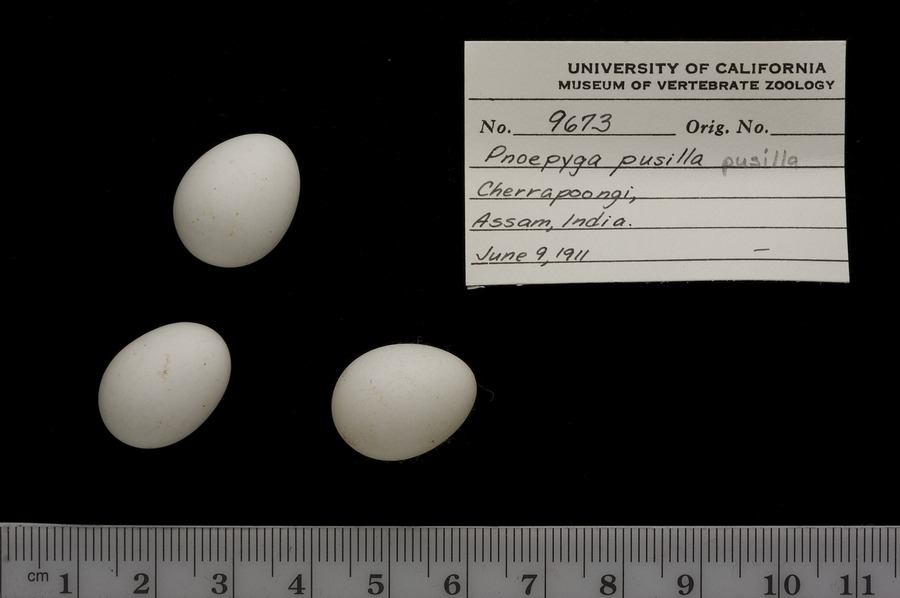 UNIVERSITY OF CALIFORNIA
MUSEUM OF VERTEBRATE ZOOLOGY
No. 9673 Orig. No.
Pnoepyga pusilla pusilla
Cherrapoongi,
Assam, India.
June 9, 1911 –
cm 1 2 3 4 5 6 7 8 9 10 11